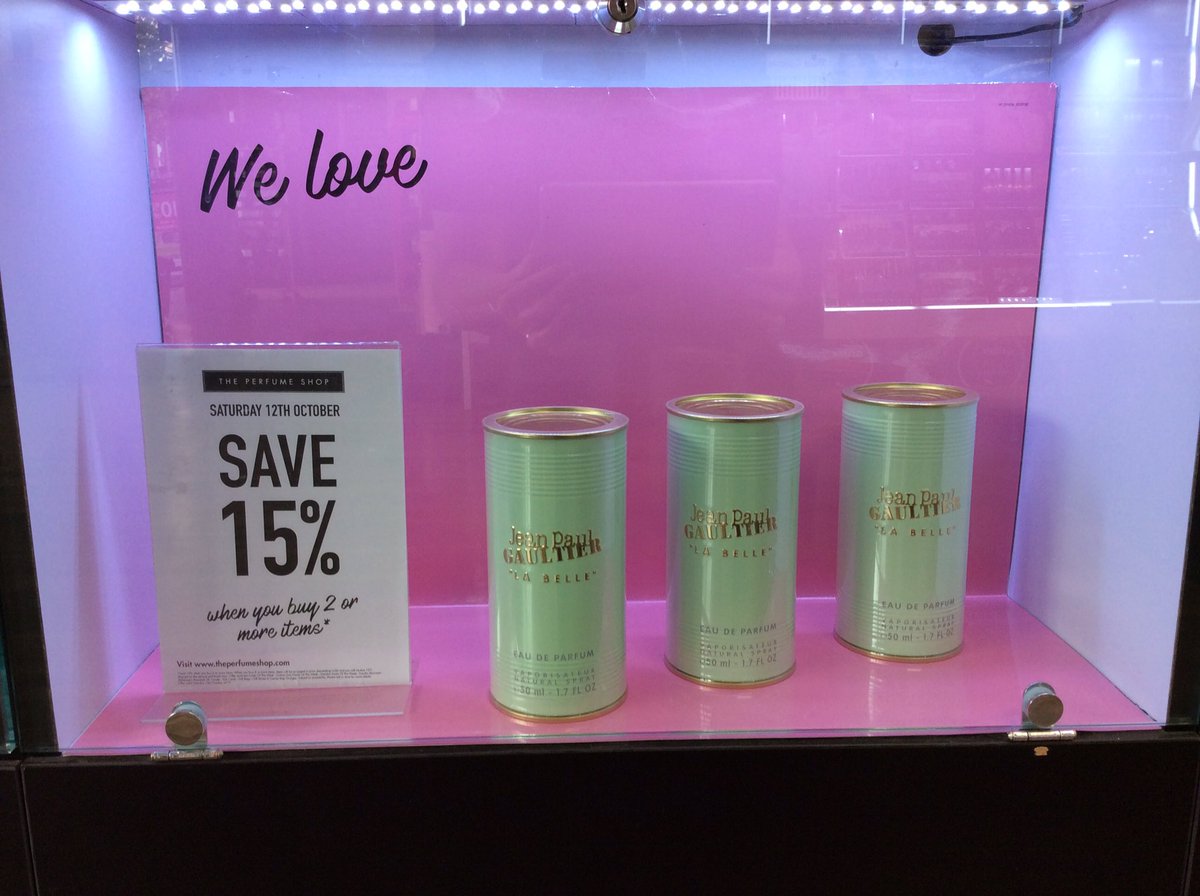 We love
THE PERFUME SHOP
SATURDAY 12TH OCTOBER
SAVE
15%
when you buy 2 or
more items*
Visit www.theperfumeshop.com
Jean Paul
GAULTIER
"LA BELLE"
EAU DE PARFUM
VAPORISATEUR
NATURAL SPRAY
50 ml - 1.7 FL OZ
Jean Paul
GAULTIER
"LA BELLE"
EAU DE PARFUM
VAPORISATEUR
NATURAL SPRAY
50 ml - 1.7 FL OZ
Jean Paul
GAULTIER
"LA BELLE"
EAU DE PARFUM
VAPORISATEUR
NATURAL SPRAY
50 ml - 1.7 FL OZ